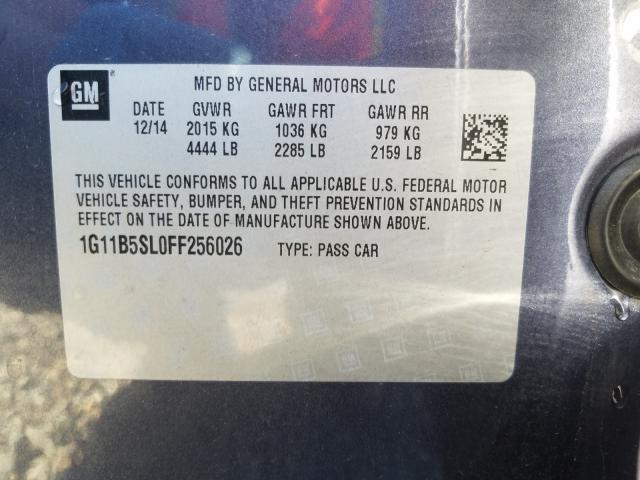 GM
MFD BY GENERAL MOTORS LLC
DATE GVWR GAWR FRT GAWR RR
12/14 2015 KG 1036 KG 979 KG
4444 LB 2285 LB 2159 LB
THIS VEHICLE CONFORMS TO ALL APPLICABLE U.S. FEDERAL MOTOR
VEHICLE SAFETY, BUMPER, AND THEFT PREVENTION STANDARDS IN
EFFECT ON THE DATE OF MANUFACTURE SHOWN ABOVE.
1G11B5SL0FF256026 TYPE: PASS CAR